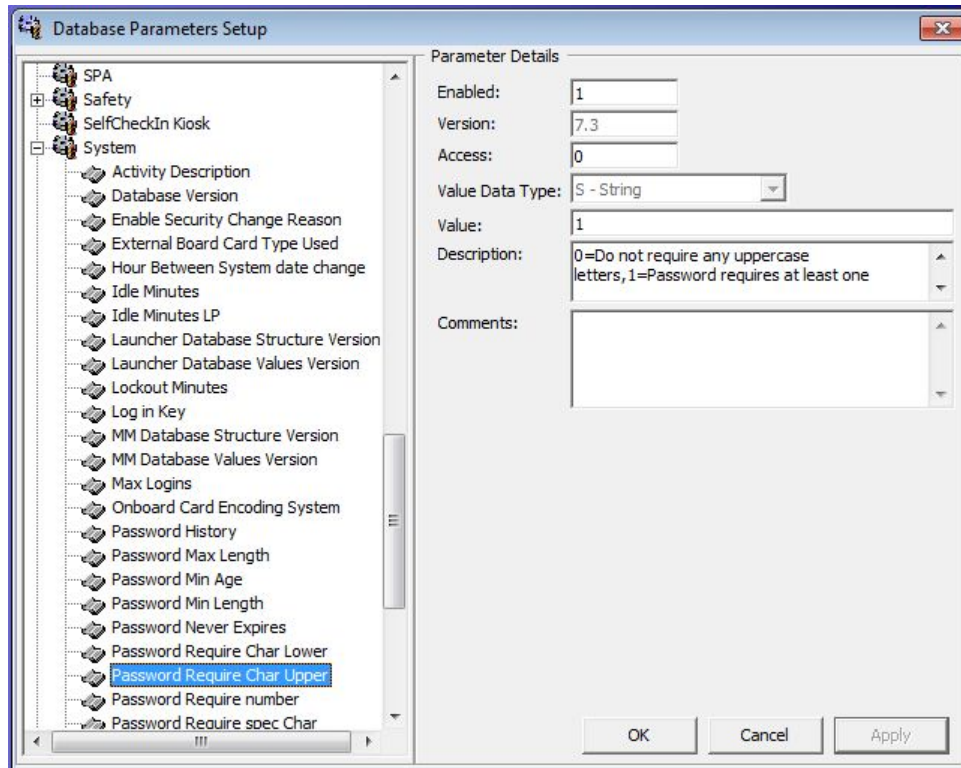 Database Parameters Setup
SPA
Safety
SelfCheckIn Kiosk
System
Activity Description
Database Version
Enable Security Change Reason
External Board Card Type Used
Hour Between System date change
Idle Minutes
Idle Minutes LP
Launcher Database Structure Version
Launcher Database Values Version
Lockout Minutes
Log in Key
MM Database Structure Version
MM Database Values Version
Max Logins
Onboard Card Encoding System
Password History
Password Max Length
Password Min Age
Password Min Length
Password Never Expires
Password Require Char Lower
Password Require Char Upper
Password Require number
Password Require spec Char
Parameter Details
Enabled: 1
Version: 7.3
Access: 0
Value Data Type: S - String
Value: 1
Description: 0=Do not require any uppercase
letters,1=Password requires at least one
Comments:
OK Cancel Apply